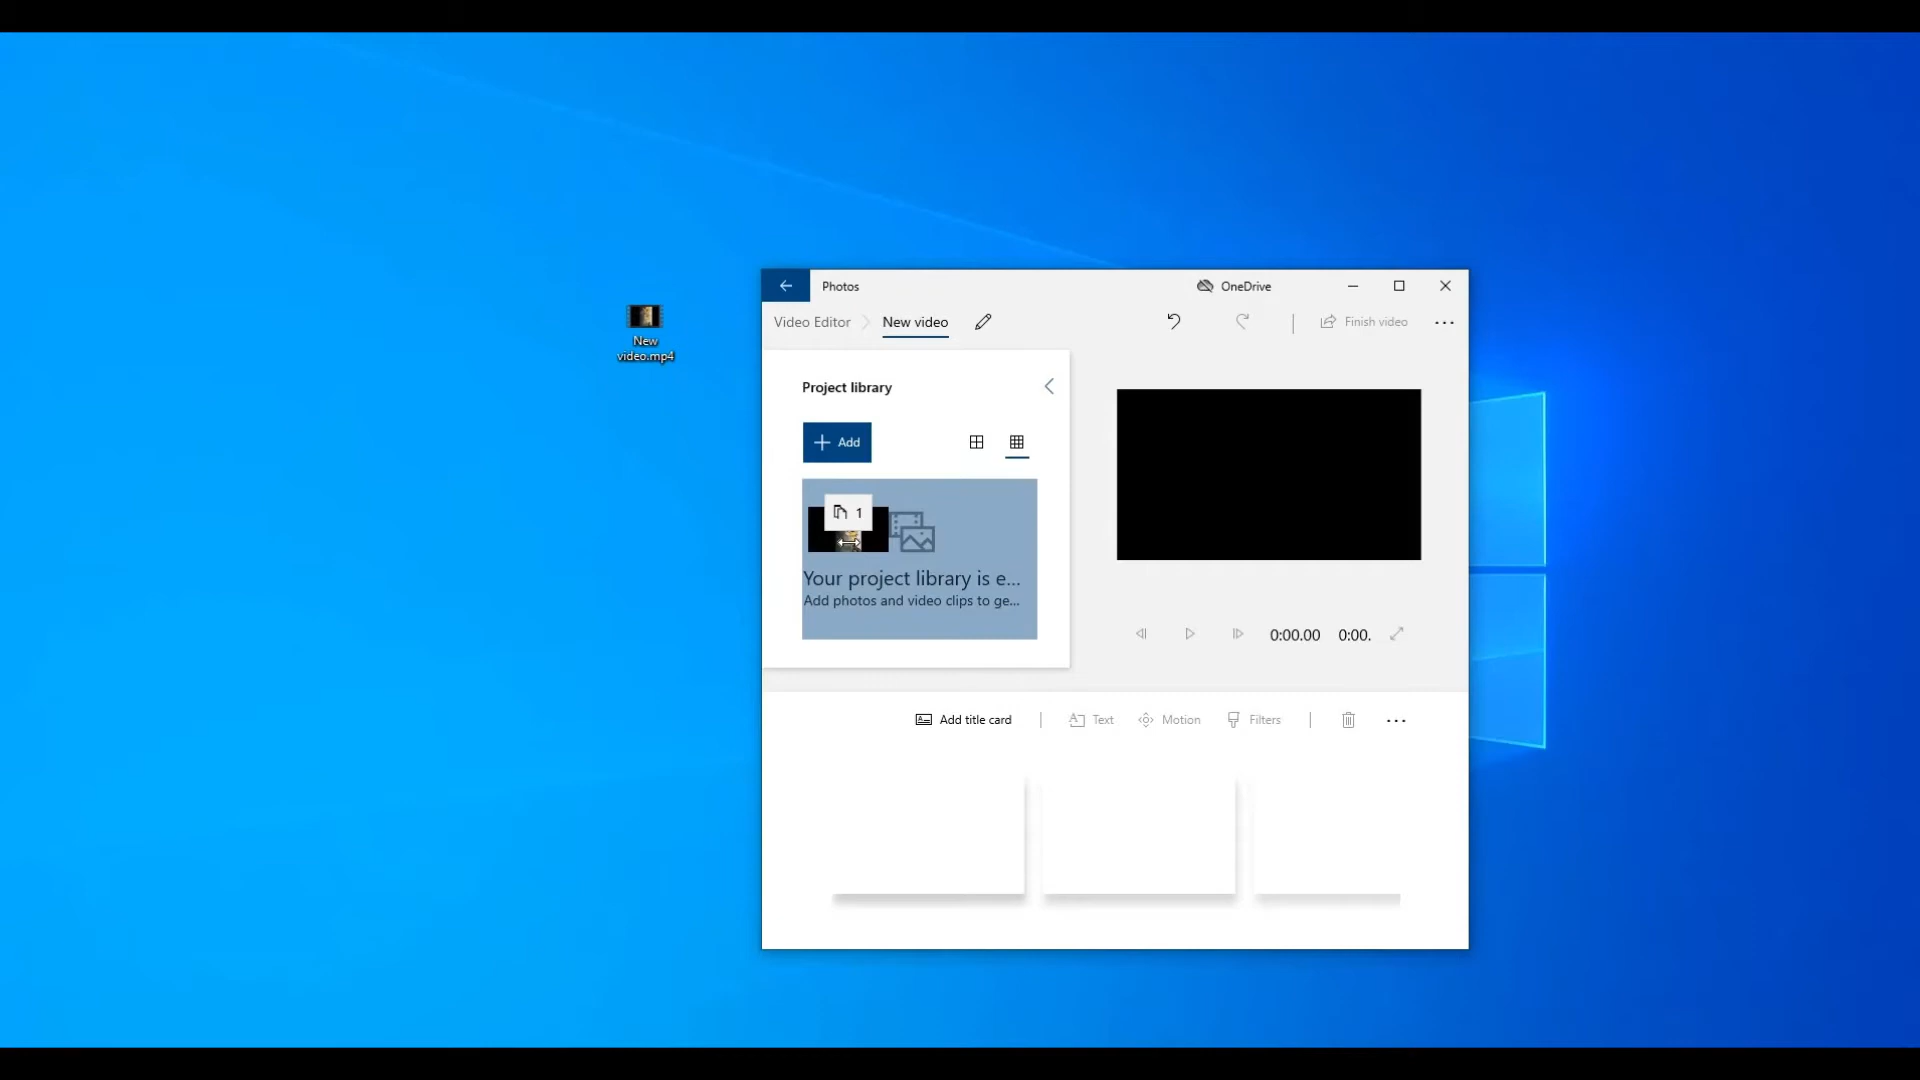 Photos
OneDrive
Video Editor
New video
Finish video
New
video.mp4
Project library
Add
1
Your project library is e...
Add photos and video clips to ge...
0:00.00
0:00.
Add title card
Text
Motion
Filters